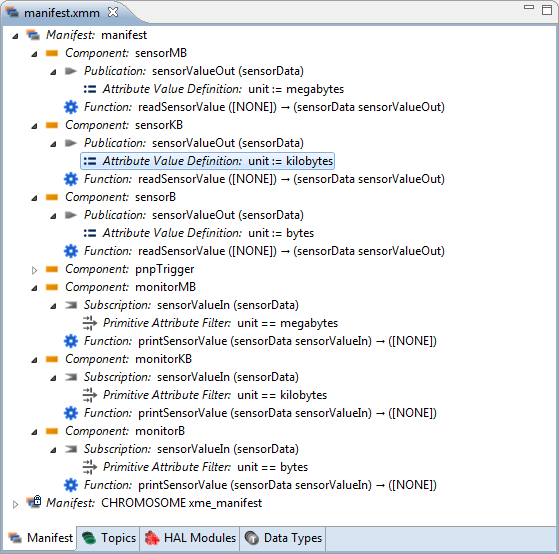 manifest.xmm
Manifest: manifest
Component: sensorMB
Publication: sensorValueOut (sensorData)
Attribute Value Definition: unit := megabytes
Function: readSensorValue ([NONE]) → (sensorData sensorValueOut)
Component: sensorKB
Publication: sensorValueOut (sensorData)
Attribute Value Definition: unit := kilobytes
Function: readSensorValue ([NONE]) → (sensorData sensorValueOut)
Component: sensorB
Publication: sensorValueOut (sensorData)
Attribute Value Definition: unit := bytes
Function: readSensorValue ([NONE]) → (sensorData sensorValueOut)
Component: pnpTrigger
Component: monitorMB
Subscription: sensorValueIn (sensorData)
Primitive Attribute Filter: unit == megabytes
Function: printSensorValue (sensorData sensorValueIn) → ([NONE])
Component: monitorKB
Subscription: sensorValueIn (sensorData)
Primitive Attribute Filter: unit == kilobytes
Function: printSensorValue (sensorData sensorValueIn) → ([NONE])
Component: monitorB
Subscription: sensorValueIn (sensorData)
Primitive Attribute Filter: unit == bytes
Function: printSensorValue (sensorData sensorValueIn) → ([NONE])
Manifest: CHROMOSOME xme_manifest
Manifest Topics HAL Modules Data Types